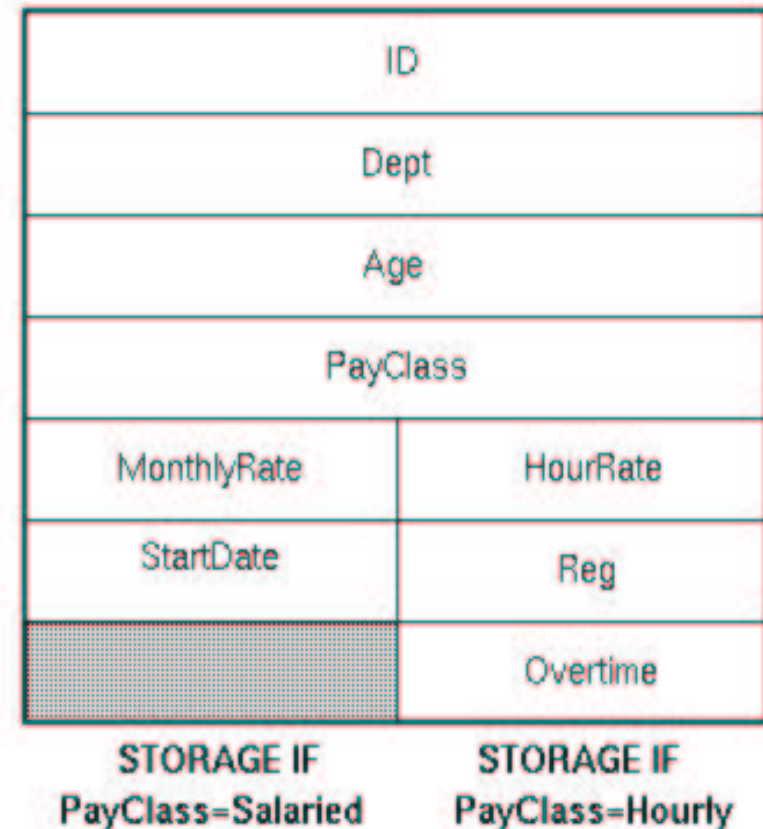 ID
Dept
Age
PayClass
MonthlyRate HourRate
StartDate Reg
Overtime
STORAGE IF STORAGE IF
PayClass=Salaried PayClass=Hourly